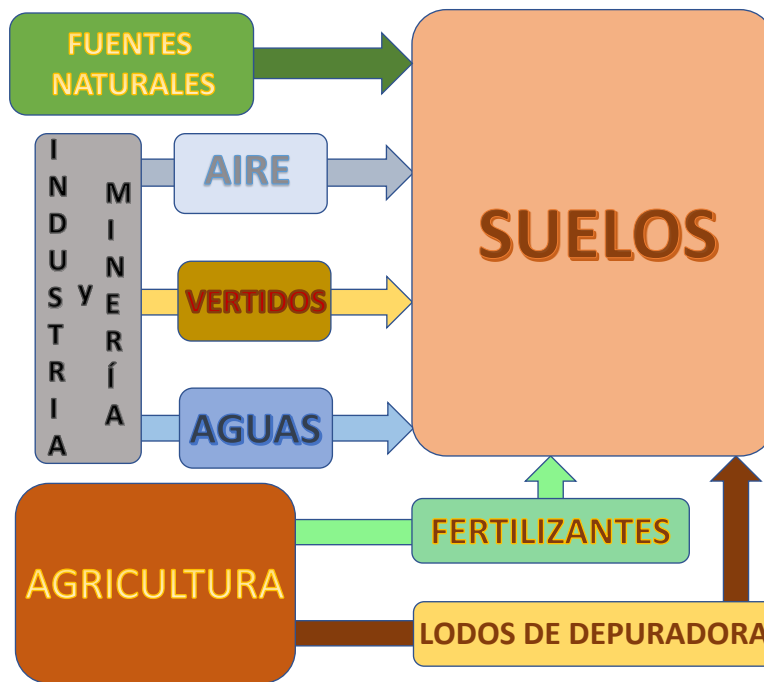 FUENTES
NATURALES
INDUSTRIA
y
MINERÍA
AIRE
VERTIDOS
AGUAS
SUELOS
AGRICULTURA
FERTILIZANTES
LODOS DE DEPURADORA